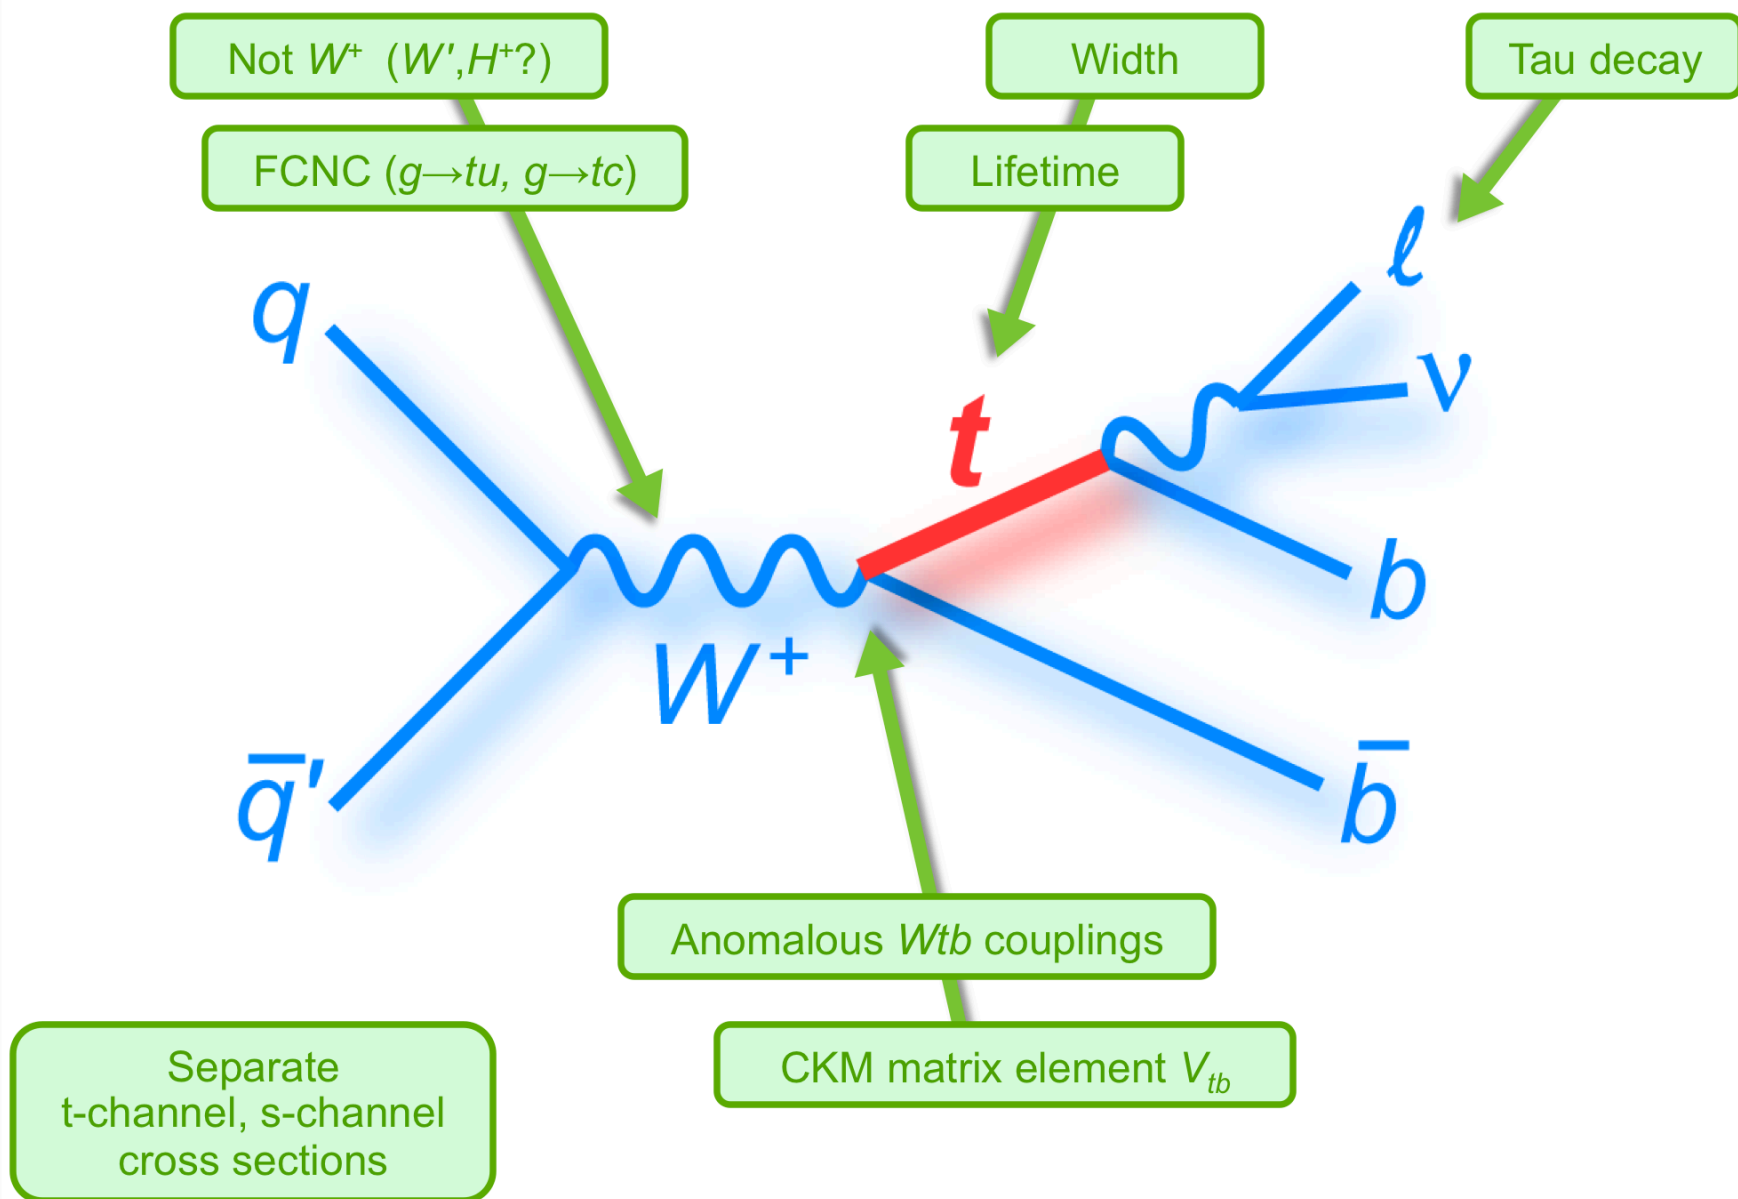 Not W⁺ (W′,H⁺?)
Width
Tau decay
FCNC (g→tu, g→tc)
Lifetime
q
ℓ
ν
t
b
W⁺
q̅′
b̅
Anomalous Wtb couplings
CKM matrix element V_tb
Separate
t-channel, s-channel
cross sections